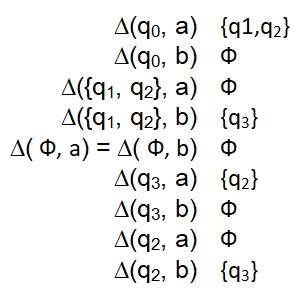 ∆(q₀, a) {q1,q₂}
∆(q₀, b) Φ
∆({q₁, q₂}, a) Φ
∆({q₁, q₂}, b) {q₃}
∆( Φ, a) = ∆( Φ, b) Φ
∆(q₃, a) {q₂}
∆(q₃, b) Φ
∆(q₂, a) Φ
∆(q₂, b) {q₃}